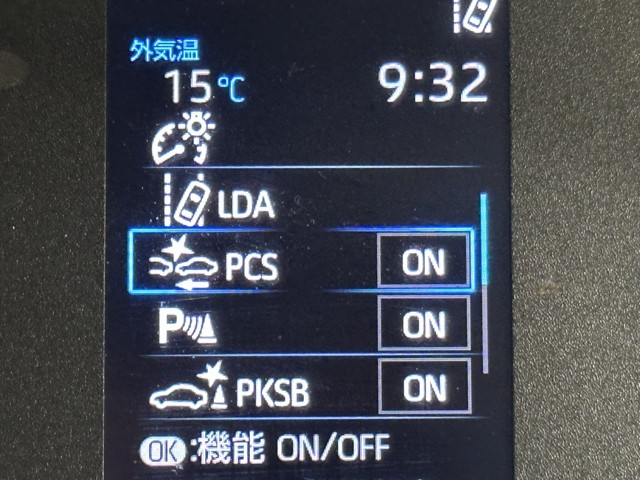 外気温
15℃ 9:32
LDA
PCS ON
P ON
PKSB ON
OK:機能 ON/OFF